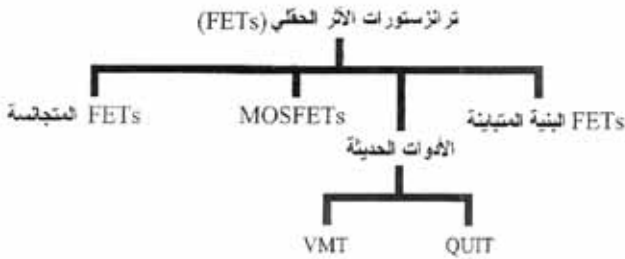 ترانزستورات الأثر الحقلي (FETs)
FETs المتجانسة
MOSFETs
FETs البنية المتباينة
الأدوات الحديثة
VMT
QUIT